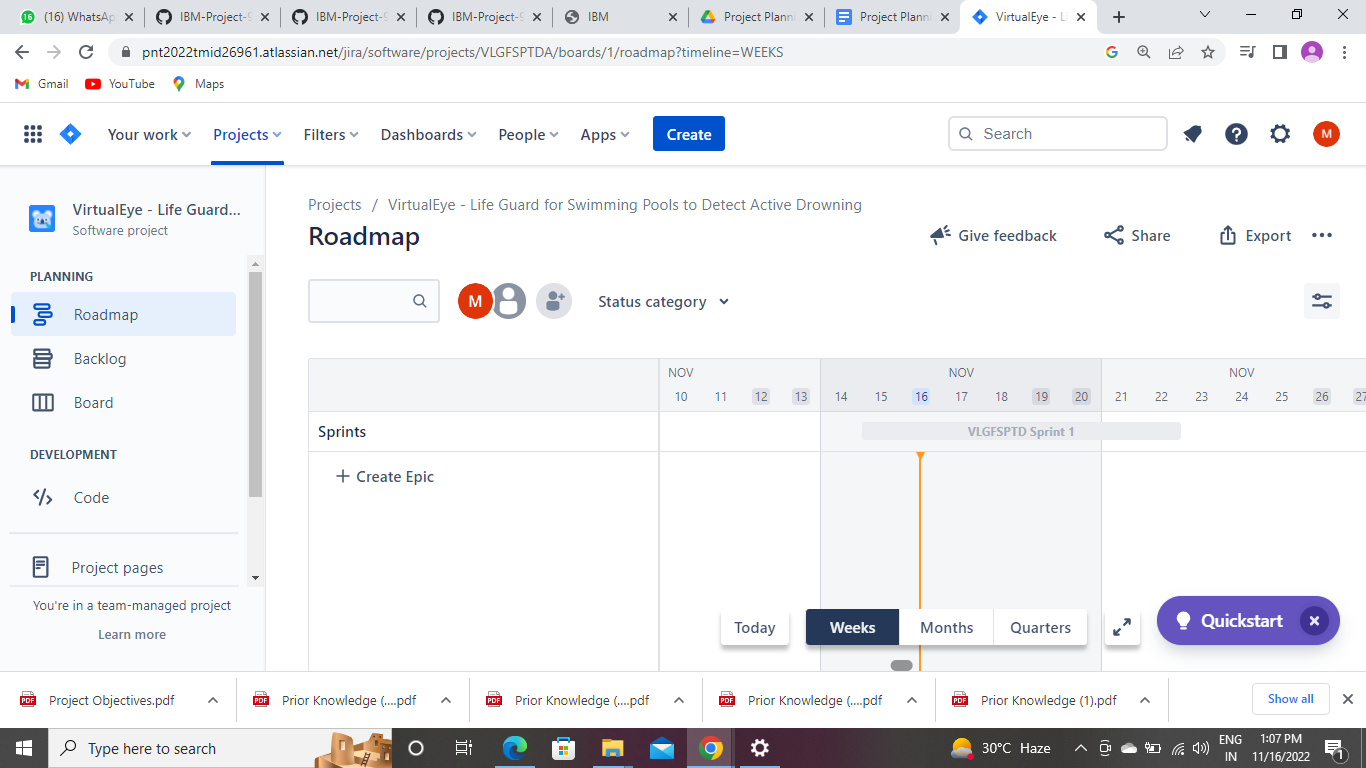 (16) WhatsAp
IBM-Project-9
IBM-Project-9
IBM-Project-9
IBM
Project Planni
Project Planni
VirtualEye - Li
pnt2022tmid26961.atlassian.net/jira/software/projects/VLGFSPTDA/boards/1/roadmap?timeline=WEEKS
Gmail
YouTube
Maps
Your work
Projects
Filters
Dashboards
People
Apps
Create
Search
M
VirtualEye - Life Guard...
Software project
PLANNING
Roadmap
Backlog
Board
DEVELOPMENT
Code
Project pages
You're in a team-managed project
Learn more
Projects / VirtualEye - Life Guard for Swimming Pools to Detect Active Drowning
Roadmap
Give feedback
Share
Export
M
Status category
NOV NOV NOV
10 11 12 13 14 15 16 17 18 19 20 21 22 23 24 25 26 27
Sprints
VLGFSPTD Sprint 1
+ Create Epic
Today
Weeks
Months
Quarters
Quickstart
Project Objectives.pdf
Prior Knowledge (....pdf
Prior Knowledge (....pdf
Prior Knowledge (....pdf
Prior Knowledge (1).pdf
Show all
Type here to search
30°C Haze
ENG
IN
1:07 PM
11/16/2022
1